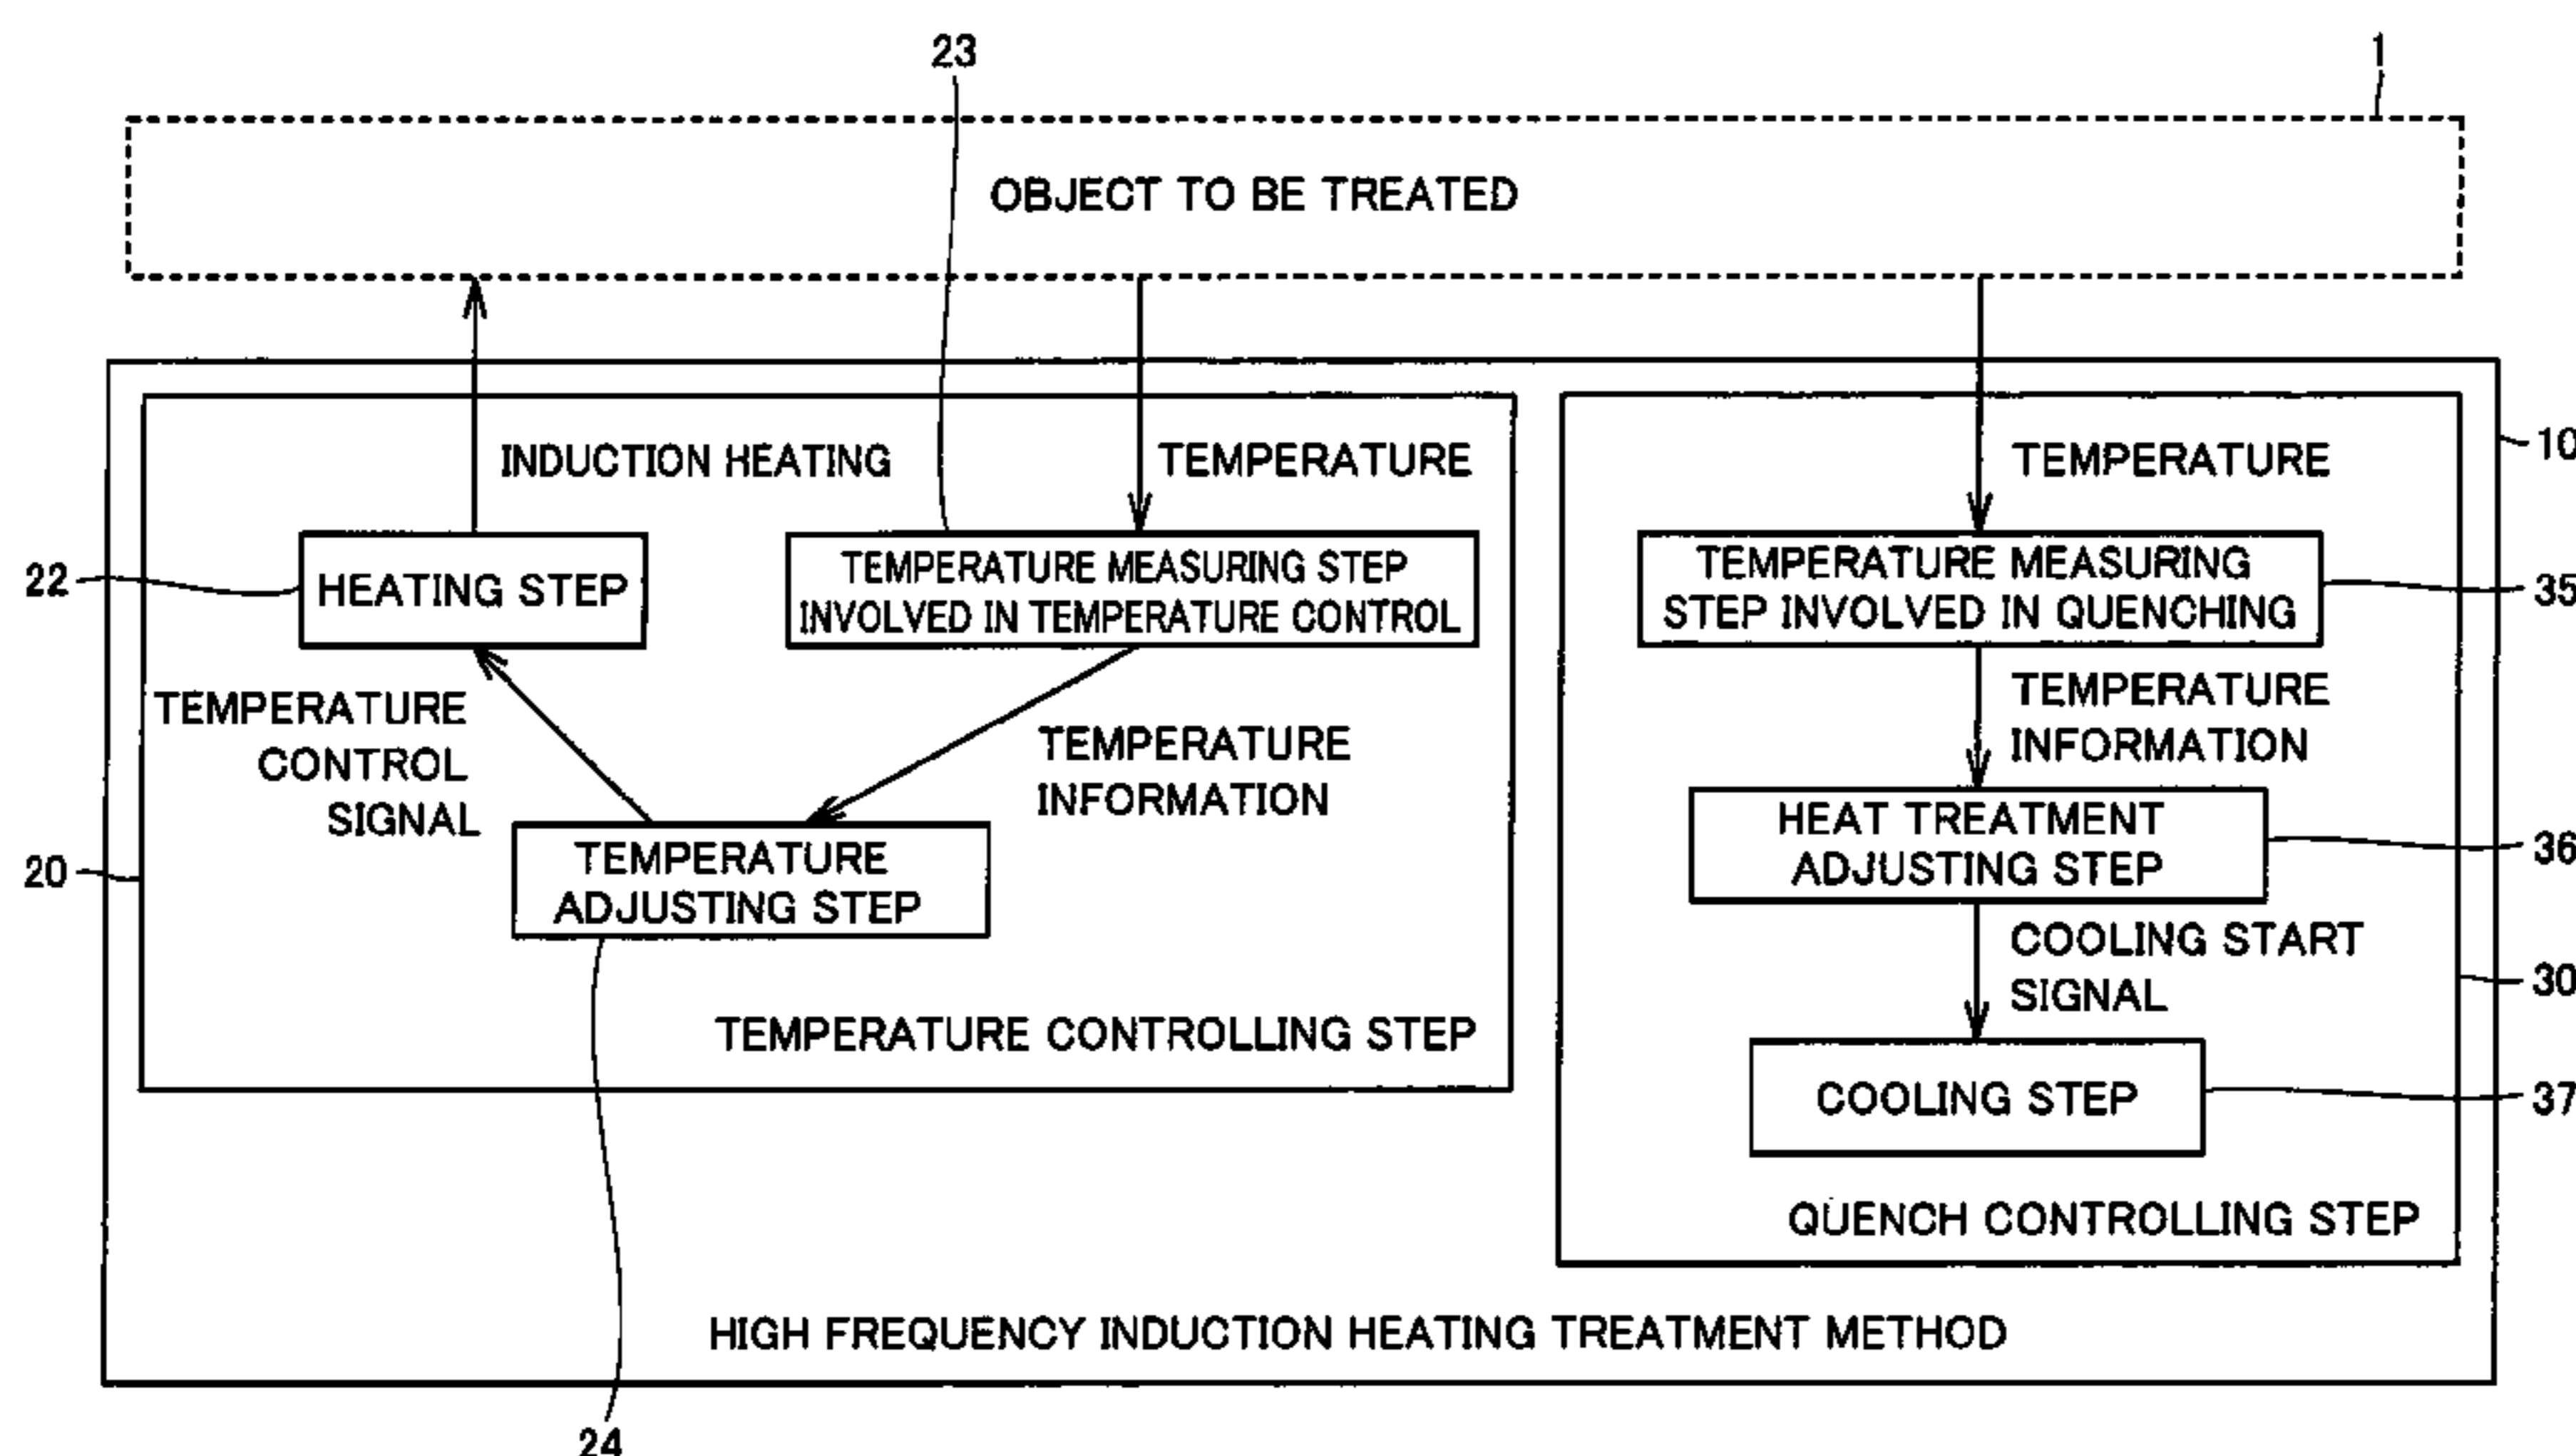 23
1
OBJECT TO BE TREATED
10
INDUCTION HEATING
TEMPERATURE
TEMPERATURE
22
HEATING STEP
TEMPERATURE MEASURING STEP
INVOLVED IN TEMPERATURE CONTROL
TEMPERATURE MEASURING
STEP INVOLVED IN QUENCHING
35
TEMPERATURE
CONTROL
SIGNAL
TEMPERATURE
INFORMATION
TEMPERATURE
INFORMATION
20
TEMPERATURE
ADJUSTING STEP
HEAT TREATMENT
ADJUSTING STEP
36
COOLING START
SIGNAL
30
TEMPERATURE CONTROLLING STEP
COOLING STEP
37
QUENCH CONTROLLING STEP
HIGH FREQUENCY INDUCTION HEATING TREATMENT METHOD
24